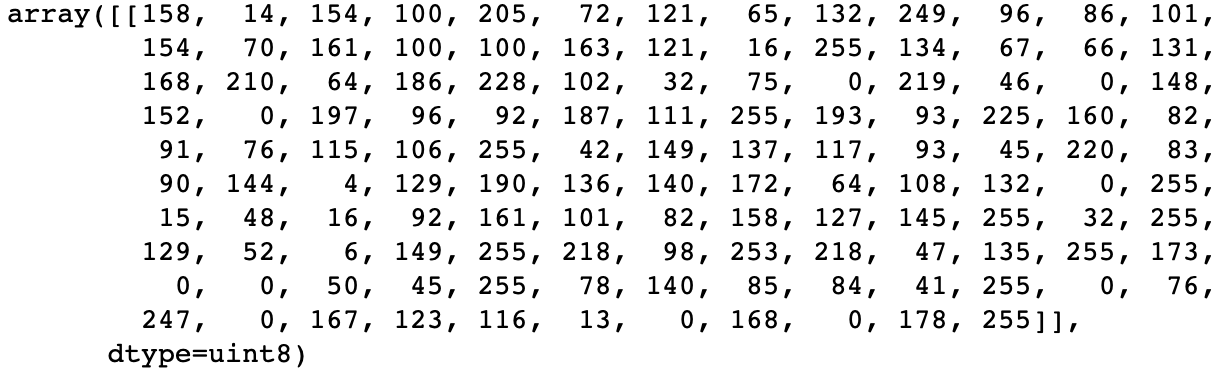 array([[158,  14, 154, 100, 205,  72, 121,  65, 132, 249,  96,  86, 101,
        154,  70, 161, 100, 100, 163, 121,  16, 255, 134,  67,  66, 131,
        168, 210,  64, 186, 228, 102,  32,  75,   0, 219,  46,   0, 148,
        152,   0, 197,  96,  92, 187, 111, 255, 193,  93, 225, 160,  82,
         91,  76, 115, 106, 255,  42, 149, 137, 117,  93,  45, 220,  83,
         90, 144,   4, 129, 190, 136, 140, 172,  64, 108, 132,   0, 255,
         15,  48,  16,  92, 161, 101,  82, 158, 127, 145, 255,  32, 255,
        129,  52,   6, 149, 255, 218,  98, 253, 218,  47, 135, 255, 173,
          0,   0,  50,  45, 255,  78, 140,  85,  84,  41, 255,   0,  76,
        247,   0, 167, 123, 116,  13,   0, 168,   0, 178, 255]],
      dtype=uint8)